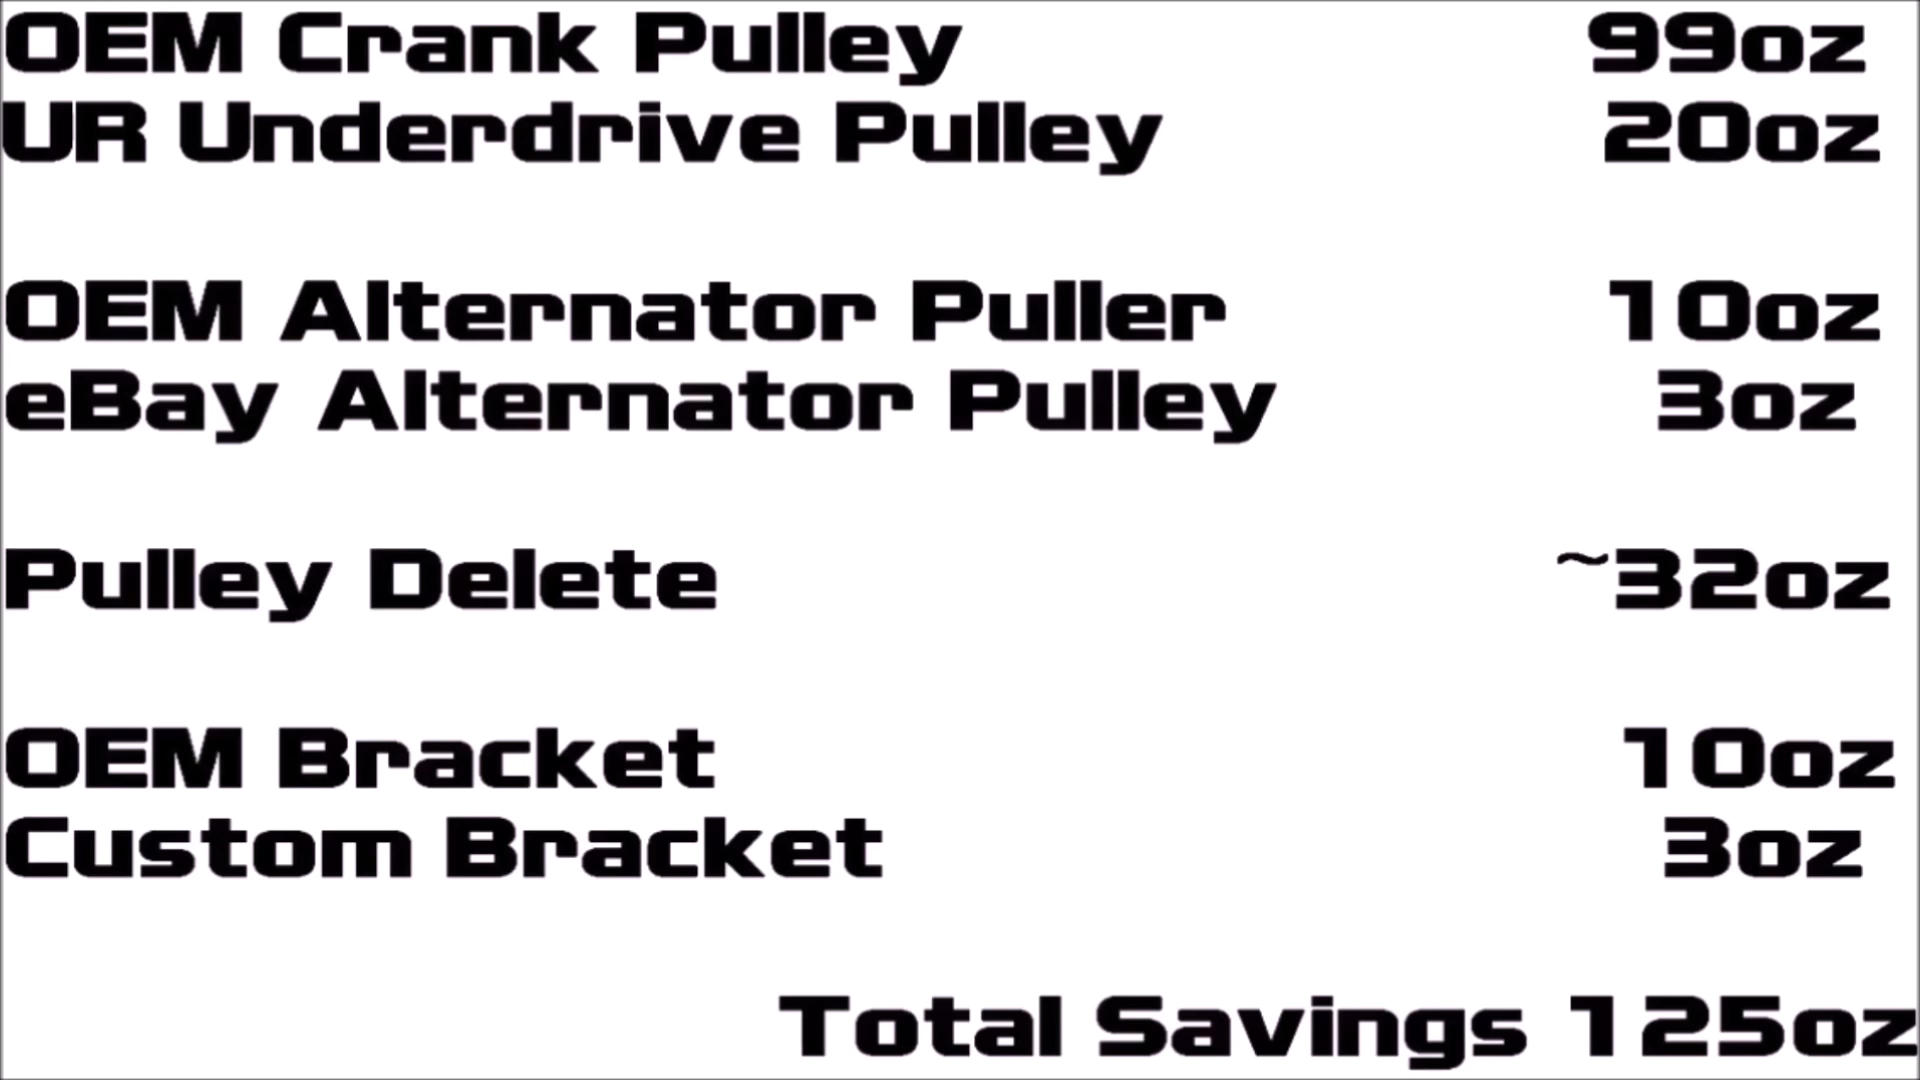 OEM Crank Pulley 99oz
UR Underdrive Pulley 20oz
OEM Alternator Puller 10oz
eBay Alternator Pulley 3oz
Pulley Delete ~32oz
OEM Bracket 10oz
Custom Bracket 3oz
Total Savings 125oz